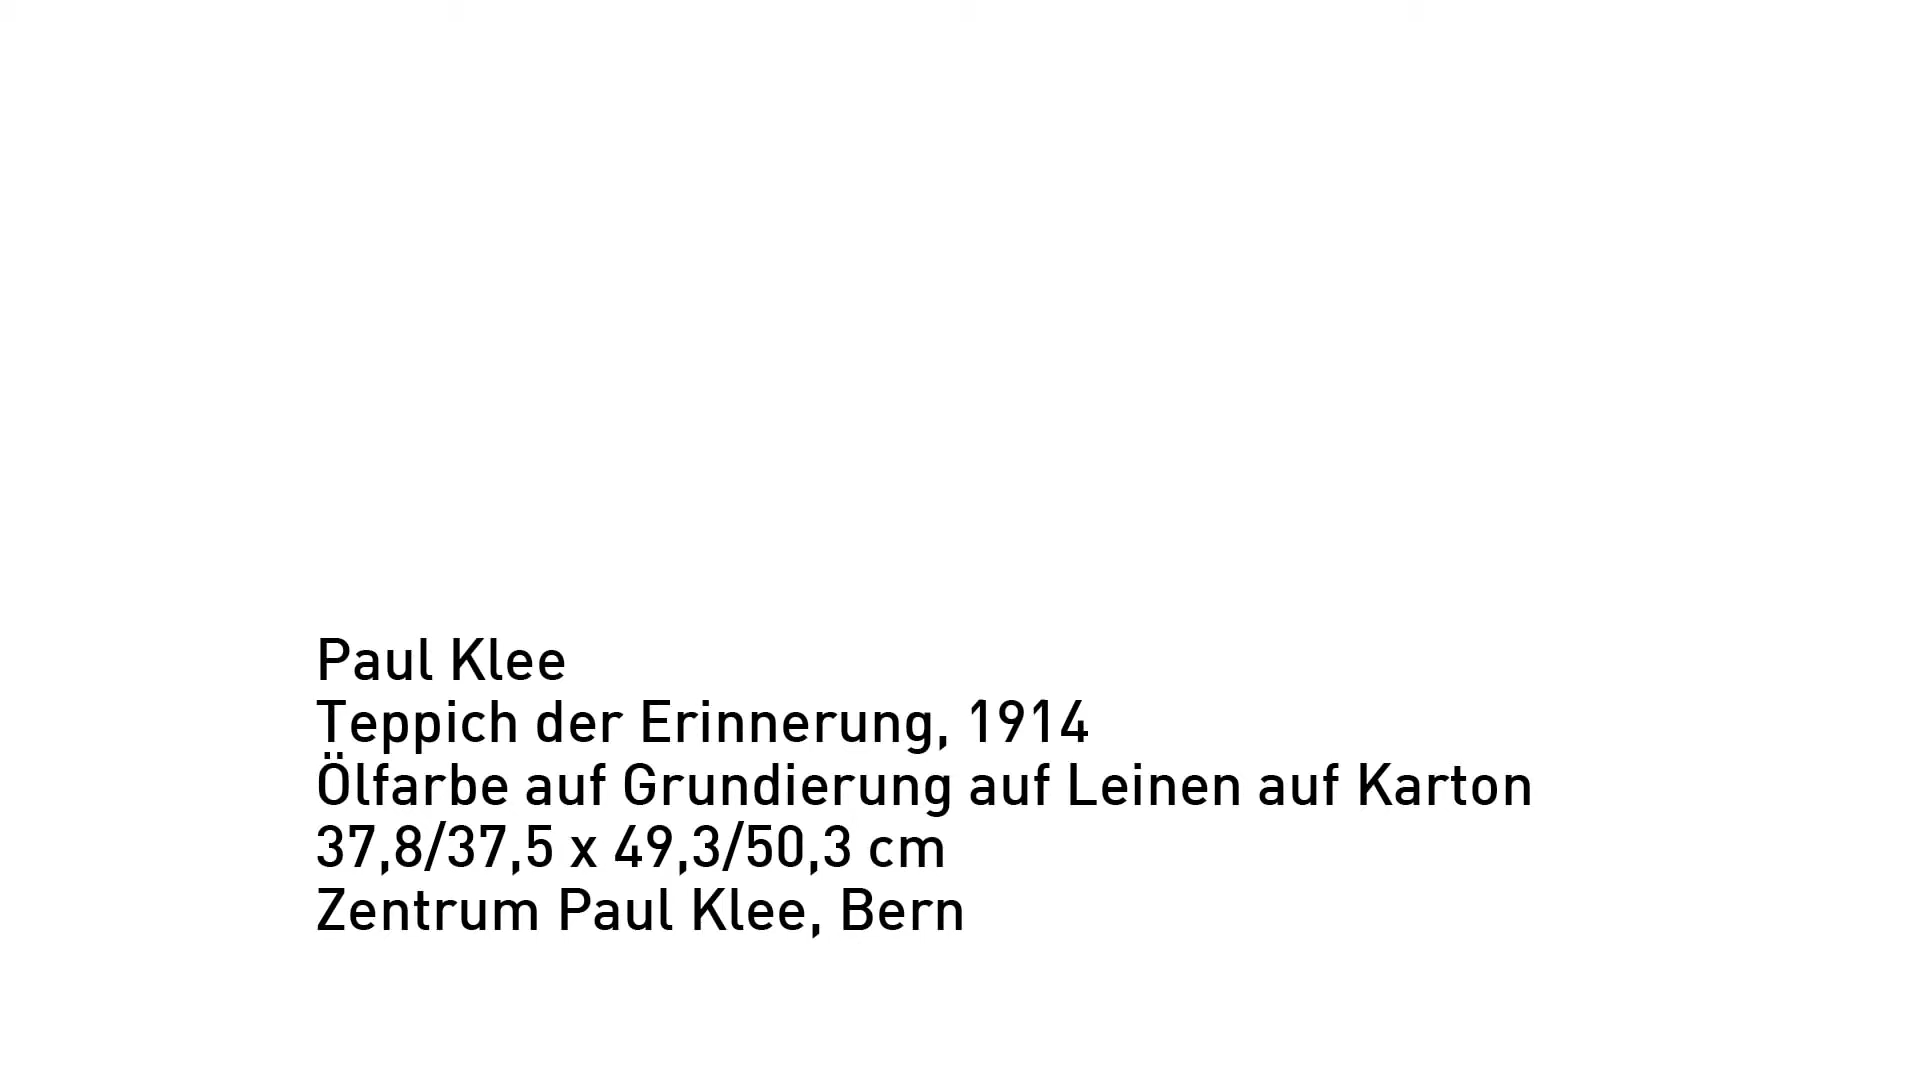 Paul Klee
Teppich der Erinnerung, 1914
Ölfarbe auf Grundierung auf Leinen auf Karton
37,8/37,5 x 49,3/50,3 cm
Zentrum Paul Klee, Bern